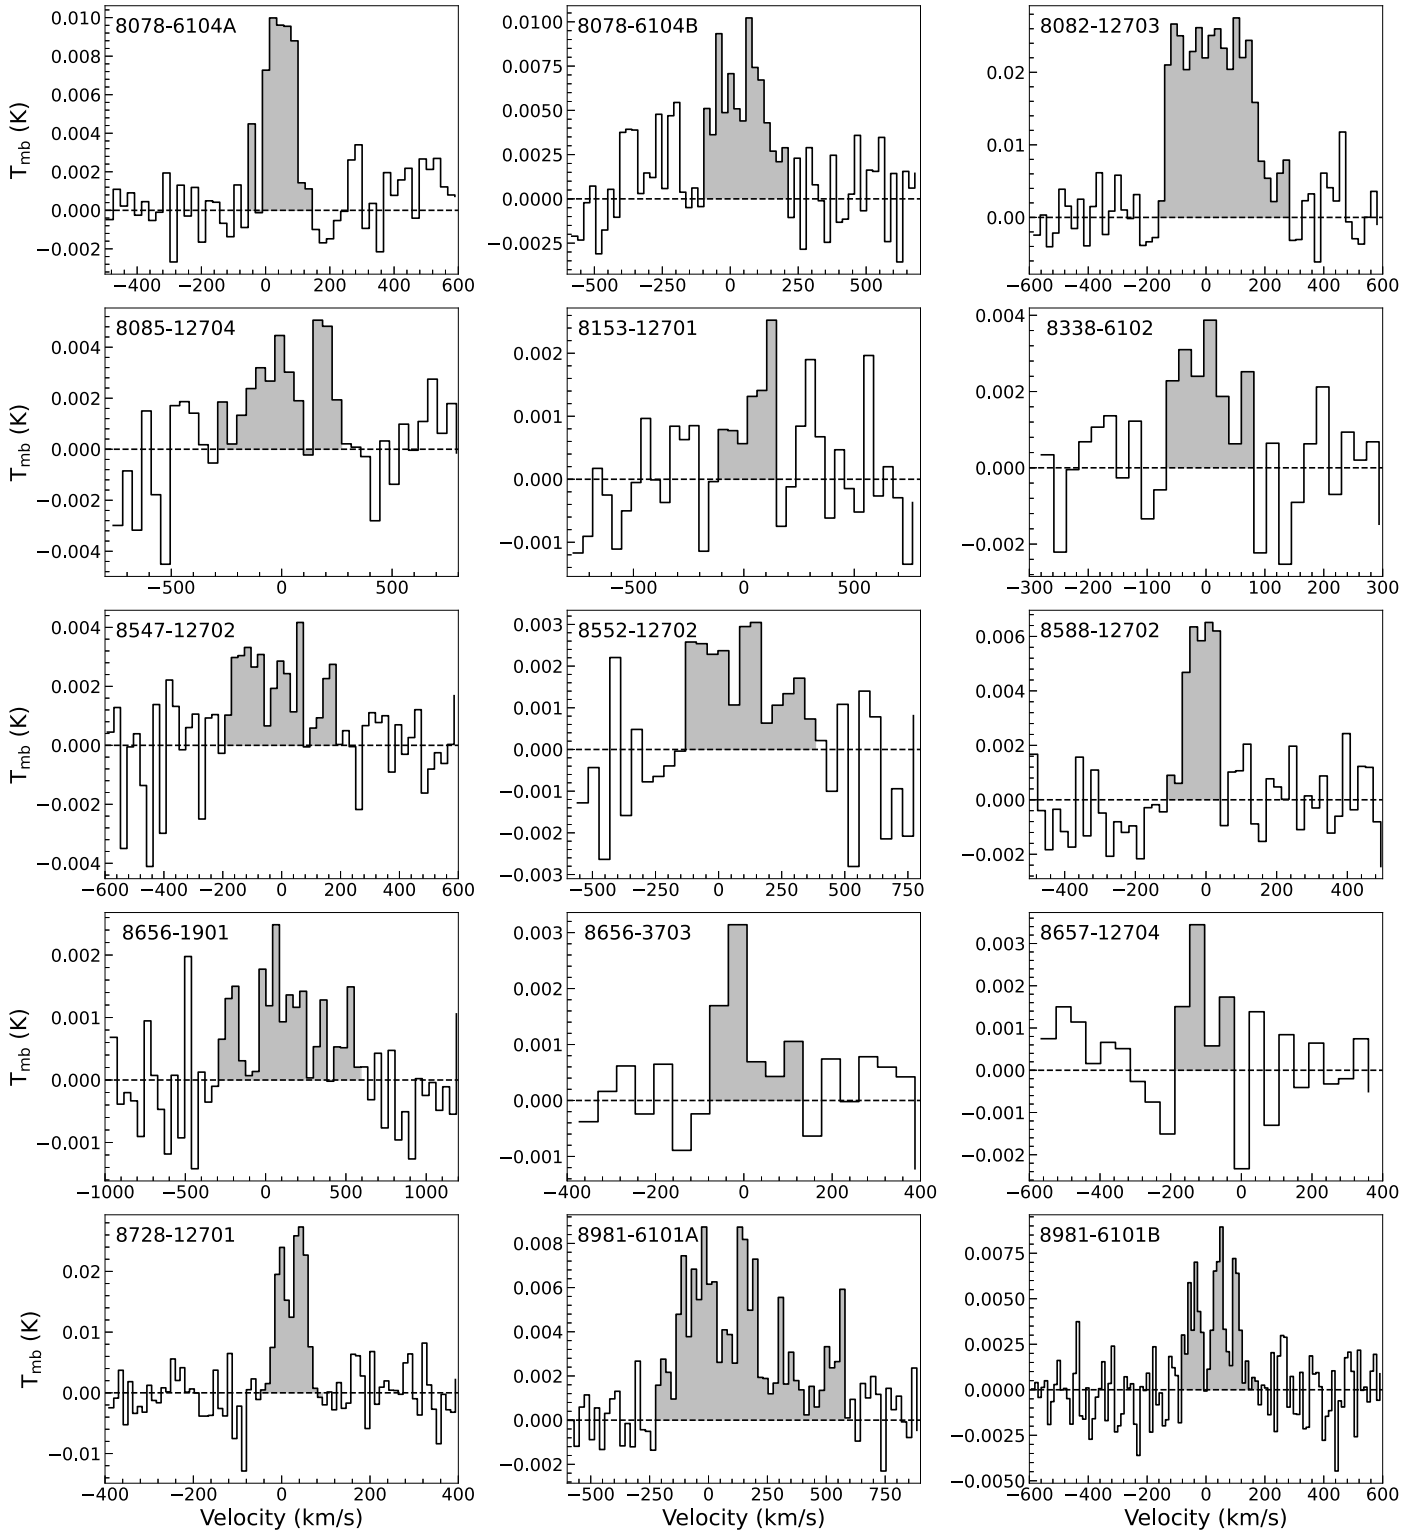 8078-6104A 8078-6104B 8082-12703
0.010 0.0100
0.008 0.0075 0.02
0.006 0.0050
0.004 0.0025 0.01
0.002 0.0000
0.000 −0.0025 0.00
−0.002
T_mb (K)
−400 −200 0 200 400 600 −500 −250 0 250 500 −600 −400 −200 0 200 400 600
8085-12704 8153-12701 8338-6102
0.004 0.002 0.004
0.002 0.001 0.002
0.000 0.000 0.000
−0.002 −0.001 −0.002
−0.004
T_mb (K)
−500 0 500 −500 0 500 −300 −200 −100 0 100 200 300
8547-12702 8552-12702 8588-12702
0.004 0.003 0.006
0.002 0.002 0.004
0.000 0.001 0.002
−0.002 0.000 0.000
−0.004 −0.001 −0.002
−0.002
−0.003
T_mb (K)
−600 −400 −200 0 200 400 600 −500 −250 0 250 500 750 −400 −200 0 200 400
8656-1901 8656-3703 8657-12704
0.002 0.003 0.003
0.001 0.002 0.002
0.000 0.001 0.001
−0.001 0.000 0.000
−0.001 −0.001
−0.002
T_mb (K)
−1000 −500 0 500 1000 −400 −200 0 200 400 −600 −400 −200 0 200 400
8728-12701 8981-6101A 8981-6101B
0.02 0.008 0.0075
0.01 0.006 0.0050
0.00 0.004 0.0025
−0.01 0.002 0.0000
0.000 −0.0025
−0.002 −0.0050
T_mb (K)
−400 −200 0 200 400 −500 −250 0 250 500 750 −600 −400 −200 0 200 400 600
Velocity (km/s) Velocity (km/s) Velocity (km/s)